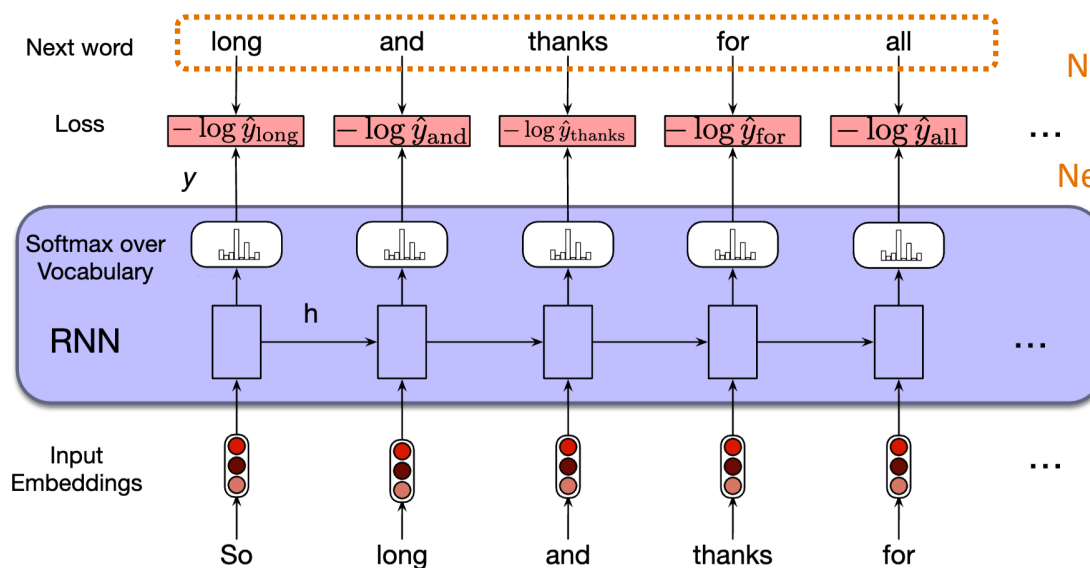 Next word long and thanks for all
N
Loss − log ŷlong − log ŷand − log ŷthanks − log ŷfor − log ŷall ...
y
Ne
Softmax over
Vocabulary
h
RNN ...
Input
Embeddings ...
So long and thanks for